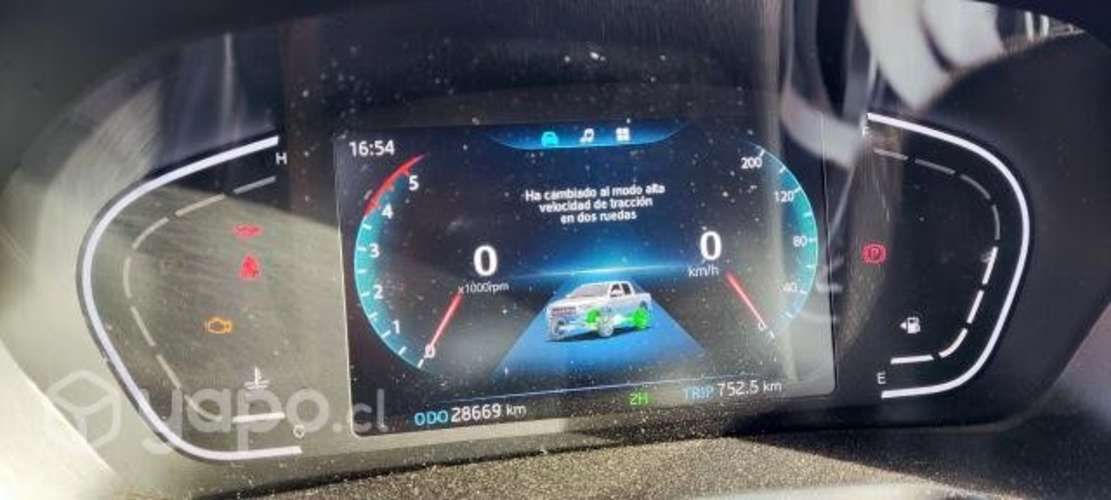 16:54
H
F
5
4
3
2
1
0
Ha cambiado al modo alta
velocidad de tracción
en dos ruedas
0
x1000rpm
0
km/h
200
120
80
40
0
P
C
E
ODO 28669 km
2H
TRIP 752.5 km
yapo.cl